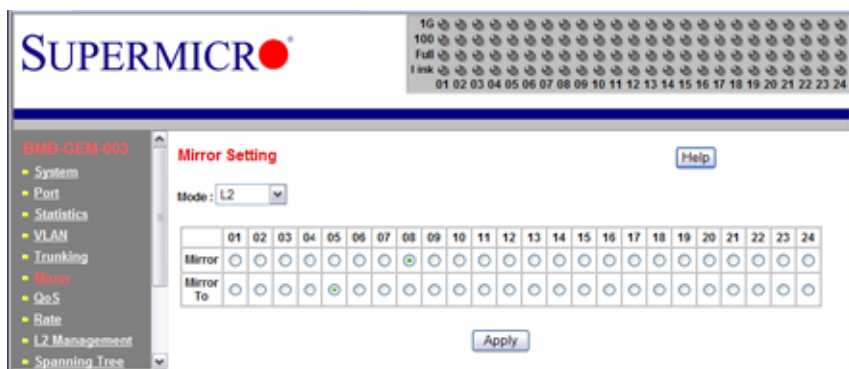 SUPERMICRO
1G
100
Full
Link
01 02 03 04 05 06 07 08 09 10 11 12 13 14 15 16 17 18 19 20 21 22 23 24
BMB-GEM-003
System
Port
Statistics
VLAN
Trunking
Mirror
QoS
Rate
L2 Management
Spanning Tree
Mirror Setting
Help
Mode : L2
01 02 03 04 05 06 07 08 09 10 11 12 13 14 15 16 17 18 19 20 21 22 23 24
Mirror
Mirror
To
Apply